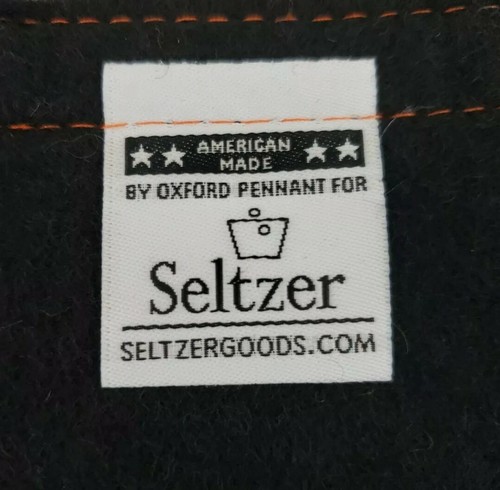 AMERICAN
MADE
BY OXFORD PENNANT FOR
Seltzer
SELTZERGOODS.COM